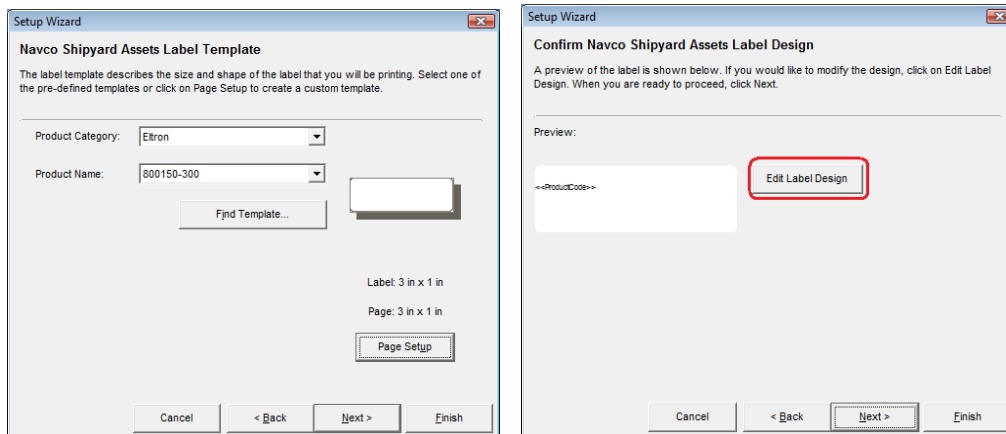 Setup Wizard
Navco Shipyard Assets Label Template
The label template describes the size and shape of the label that you will be printing. Select one of
the pre-defined templates or click on Page Setup to create a custom template.
Product Category:
Eltron
Product Name:
800150-300
Find Template...
Label: 3 in x 1 in
Page: 3 in x 1 in
Page Setup
Cancel
< Back
Next >
Finish
Setup Wizard
Confirm Navco Shipyard Assets Label Design
A preview of the label is shown below. If you would like to modify the design, click on Edit Label
Design. When you are ready to proceed, click Next.
Preview:
<<ProductCode>>
Edit Label Design
Cancel
< Back
Next >
Finish